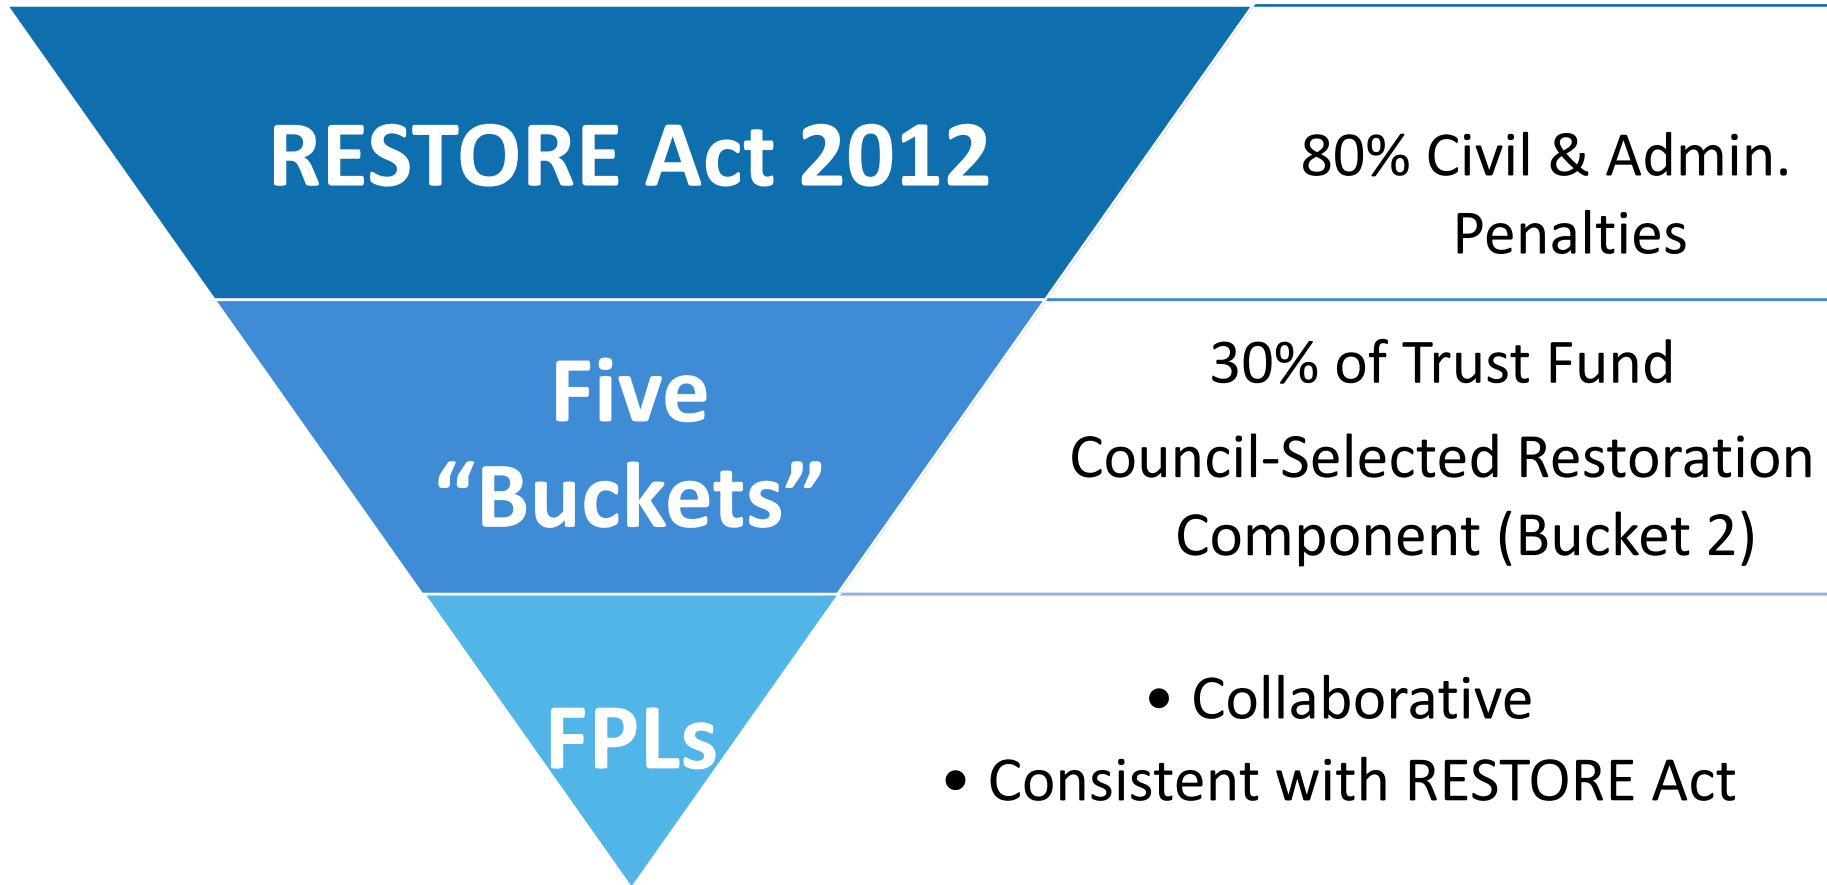 RESTORE Act 2012
80% Civil & Admin.
Penalties
Five
“Buckets”
30% of Trust Fund
Council-Selected Restoration
Component (Bucket 2)
FPLs
• Collaborative
• Consistent with RESTORE Act